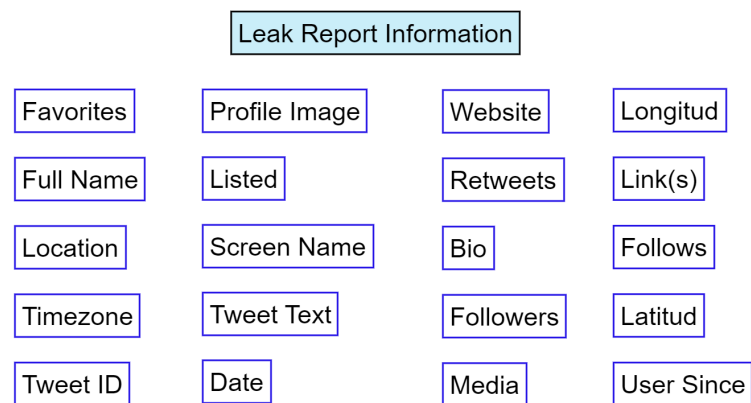 Leak Report Information
Favorites
Profile Image
Website
Longitud
Full Name
Listed
Retweets
Link(s)
Location
Screen Name
Bio
Follows
Timezone
Tweet Text
Followers
Latitud
Tweet ID
Date
Media
User Since